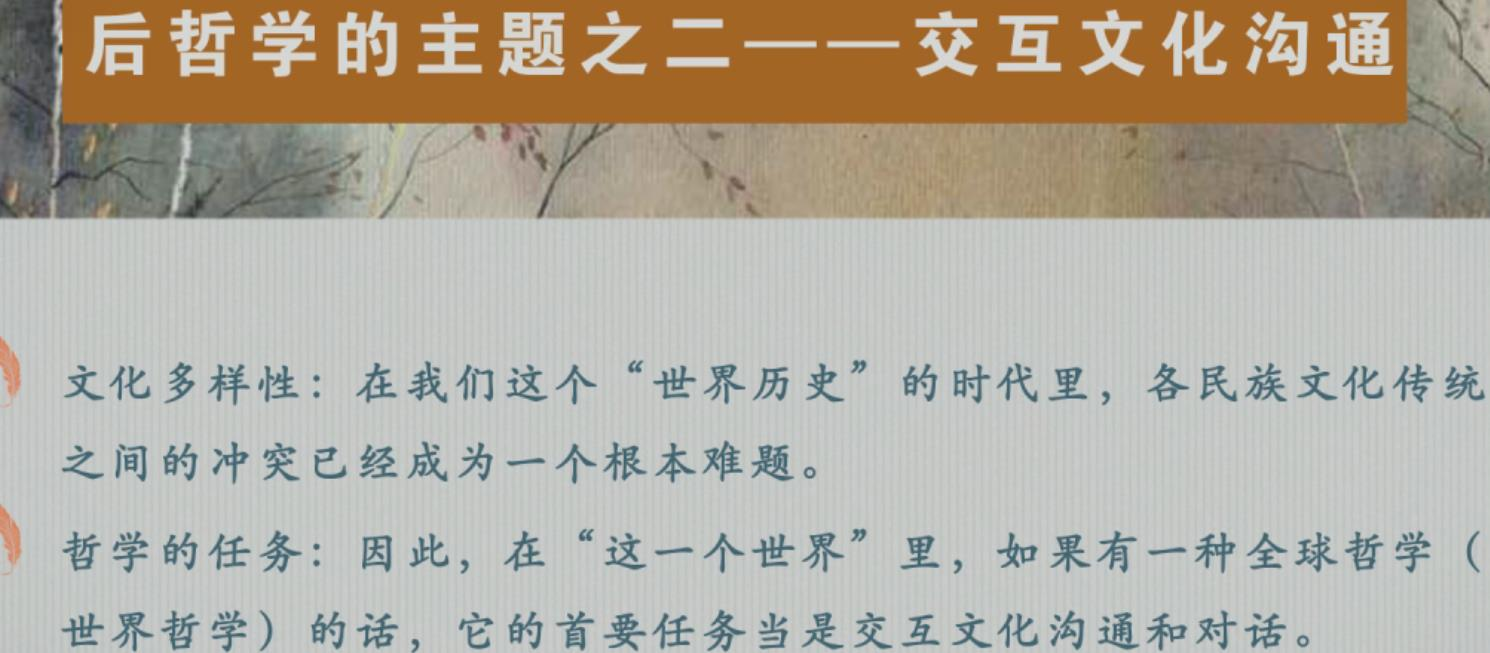 后哲学的主题之二——交互文化沟通
文化多样性：在我们这个“世界历史”的时代里，各民族文化传统
之间的冲突已经成为一个根本难题。
哲学的任务：因此，在“这一个世界”里，如果有一种全球哲学（
世界哲学）的话，它的首要任务当是交互文化沟通和对话。